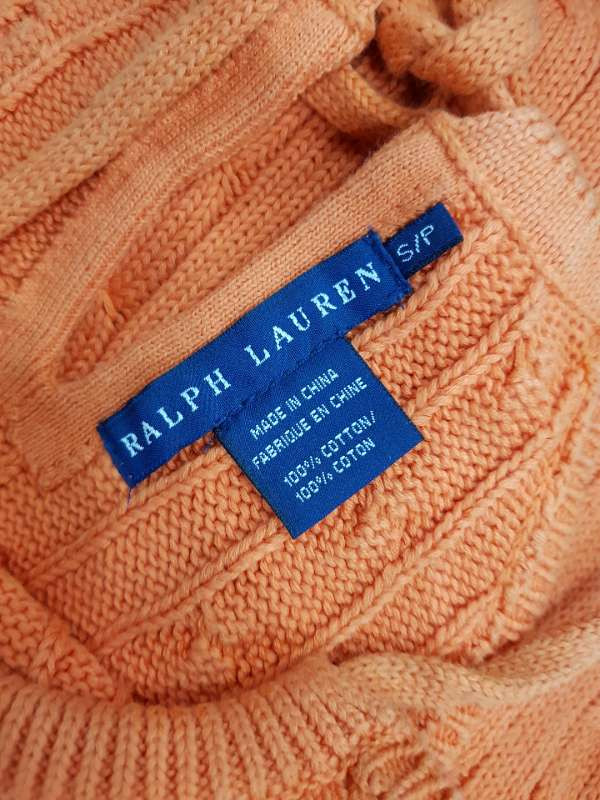 RALPH LAUREN
S/P
MADE IN CHINA
FABRIQUE EN CHINE
100% COTTON/
100% COTON